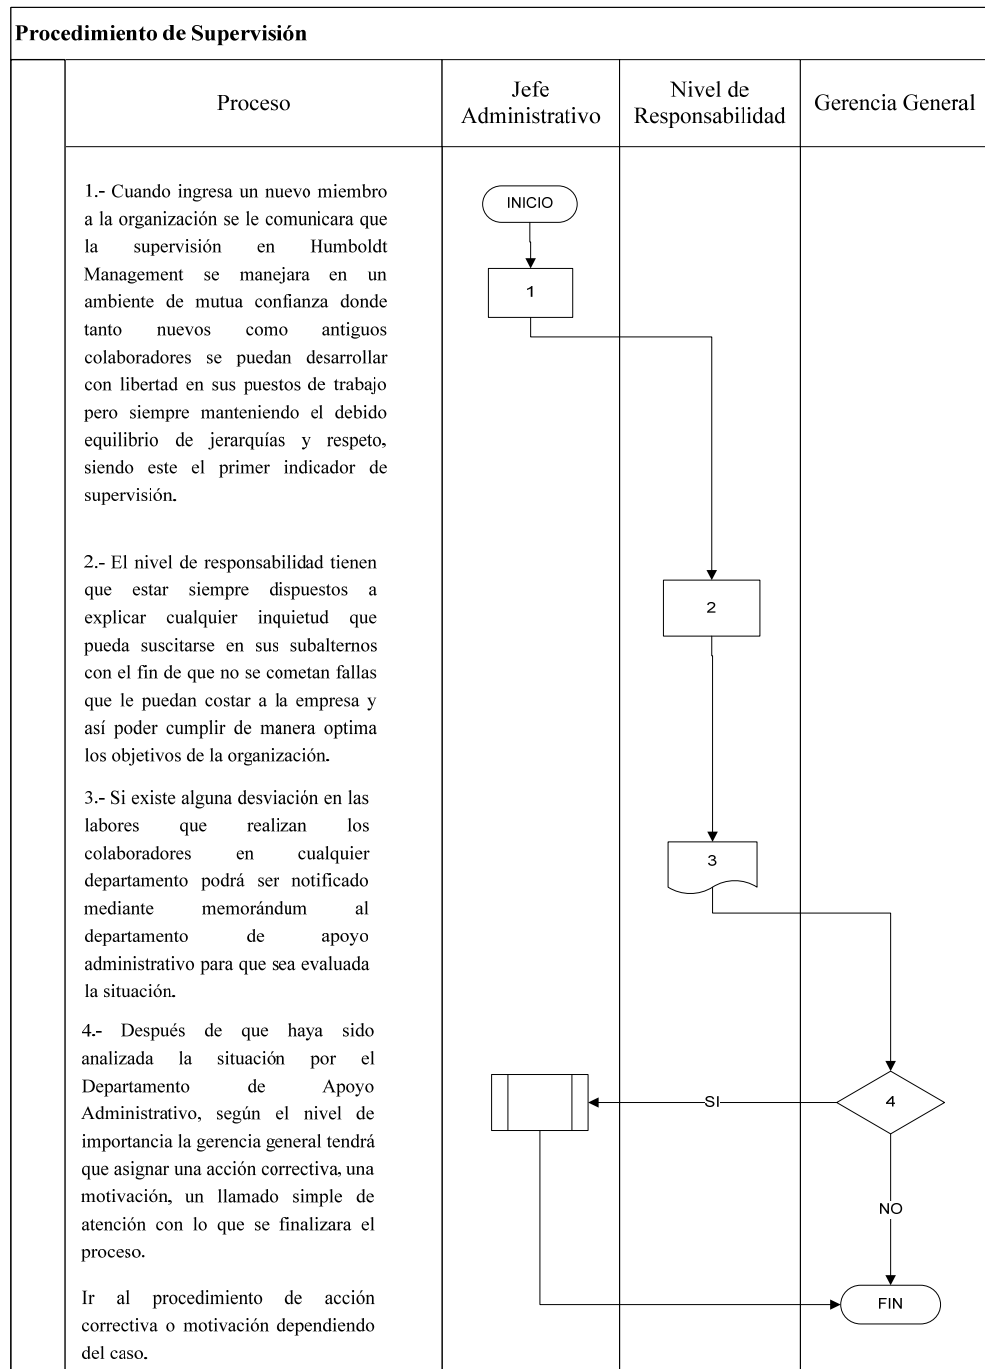 Procedimiento de Supervisión
Proceso
Jefe
Administrativo
Nivel de
Responsabilidad
Gerencia General
1.- Cuando ingresa un nuevo miembro
a la organización se le comunicara que
la supervisión en Humboldt
Management se manejara en un
ambiente de mutua confianza donde
tanto nuevos como antiguos
colaboradores se puedan desarrollar
con libertad en sus puestos de trabajo
pero siempre manteniendo el debido
equilibrio de jerarquías y respeto,
siendo este el primer indicador de
supervisión.
2.- El nivel de responsabilidad tienen
que estar siempre dispuestos a
explicar cualquier inquietud que
pueda suscitarse en sus subalternos
con el fin de que no se cometan fallas
que le puedan costar a la empresa y
así poder cumplir de manera optima
los objetivos de la organización.
3.- Si existe alguna desviación en las
labores que realizan los
colaboradores en cualquier
departamento podrá ser notificado
mediante memorándum al
departamento de apoyo
administrativo para que sea evaluada
la situación.
4.- Después de que haya sido
analizada la situación por el
Departamento de Apoyo
Administrativo, según el nivel de
importancia la gerencia general tendrá
que asignar una acción correctiva, una
motivación, un llamado simple de
atención con lo que se finalizara el
proceso.
Ir al procedimiento de acción
correctiva o motivación dependiendo
del caso.
INICIO
1
2
3
4
SI
NO
FIN